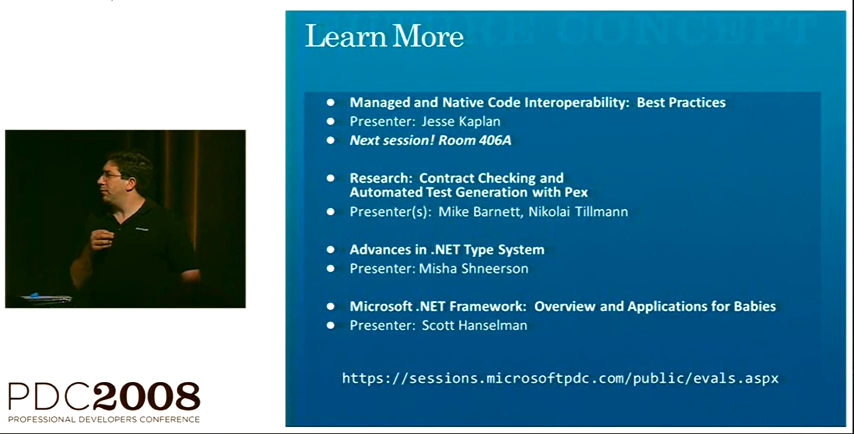 Learn More
Managed and Native Code Interoperability: Best Practices
Presenter: Jesse Kaplan
Next session! Room 406A
Research: Contract Checking and
Automated Test Generation with Pex
Presenter(s): Mike Barnett, Nikolai Tillmann
Advances in .NET Type System
Presenter: Misha Shneerson
Microsoft .NET Framework: Overview and Applications for Babies
Presenter: Scott Hanselman
https://sessions.microsoftpdc.com/public/evals.aspx
PDC2008
PROFESSIONAL DEVELOPERS CONFERENCE